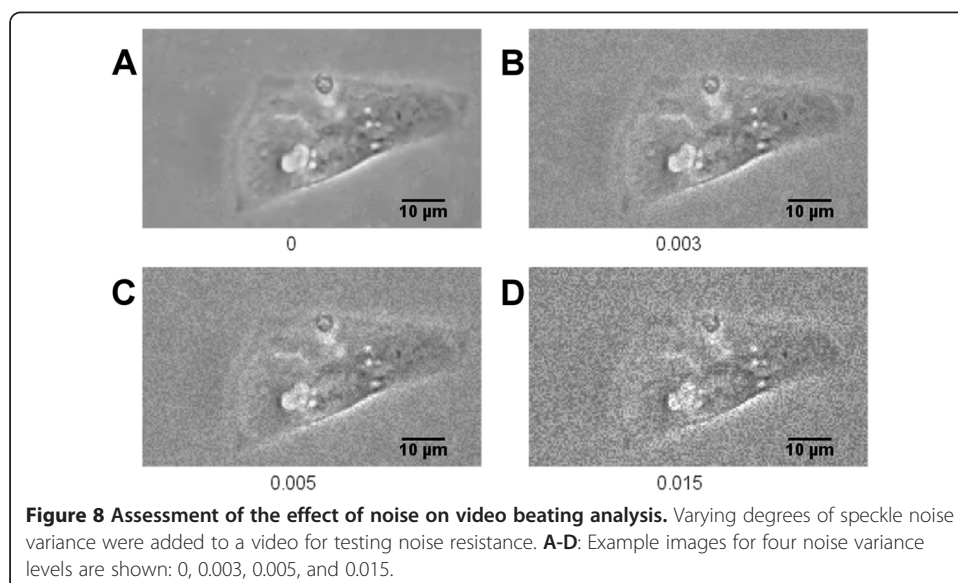 A
B
10 µm
10 µm
0
0.003
C
D
10 µm
10 µm
0.005
0.015
Figure 8 Assessment of the effect of noise on video beating analysis. Varying degrees of speckle noise
variance were added to a video for testing noise resistance. A-D: Example images for four noise variance
levels are shown: 0, 0.003, 0.005, and 0.015.